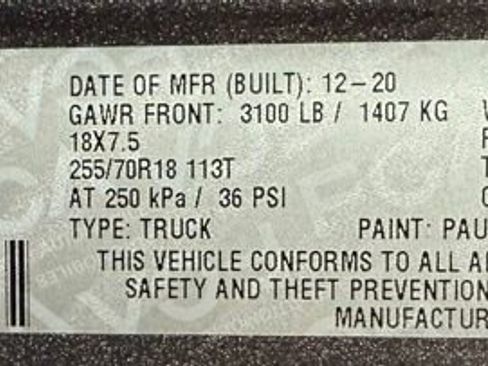 DATE OF MFR (BUILT): 12-20
GAWR FRONT: 3100 LB / 1407 KG
18X7.5
255/70R18 113T
AT 250 kPa / 36 PSI
TYPE: TRUCK PAINT: PAU
THIS VEHICLE CONFORMS TO ALL
SAFETY AND THEFT PREVENTION
MANUFACTUR